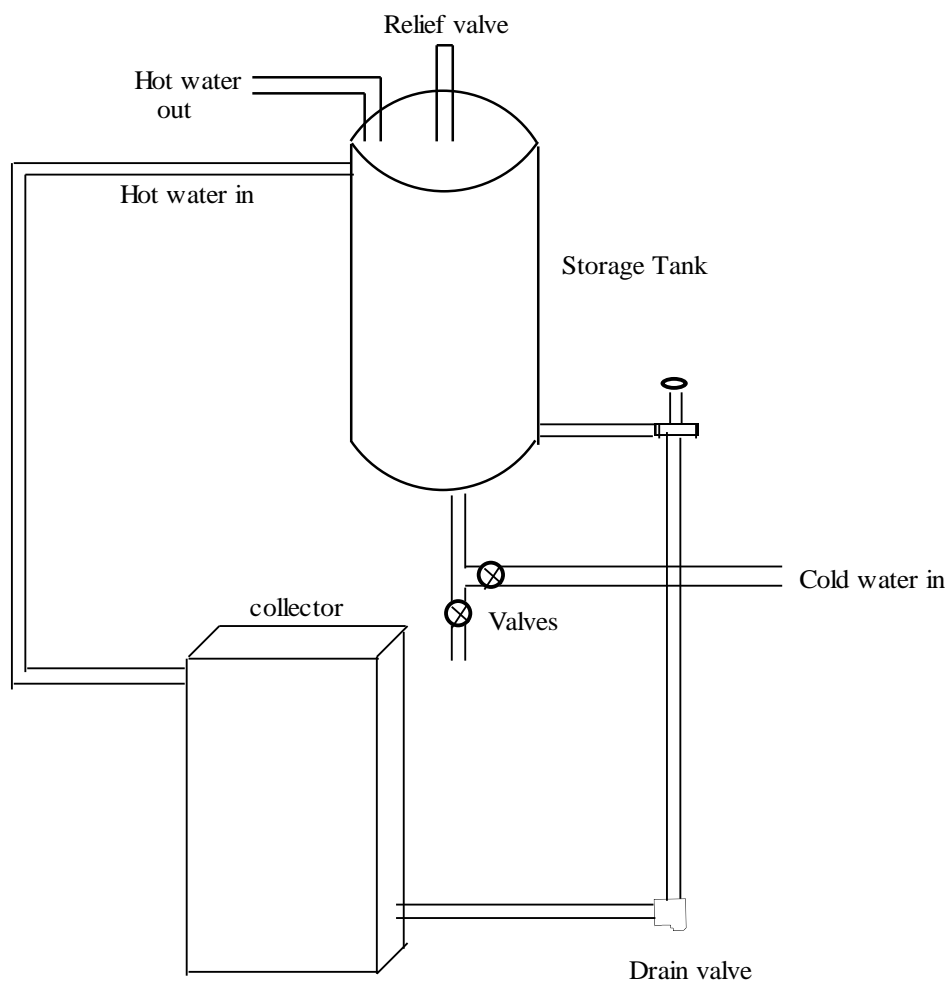 Relief valve
Hot water
out
Hot water in
Storage Tank
Cold water in
collector
Valves
Drain valve